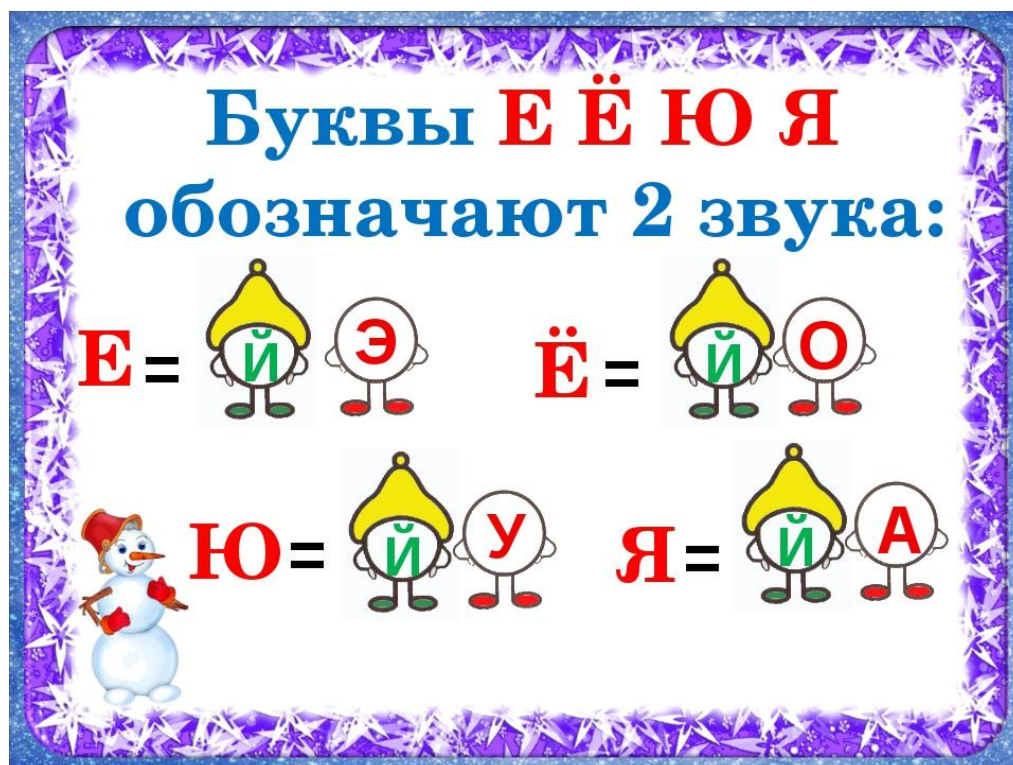 Буквы Е Ё Ю Я
обозначают 2 звука:
Е = Й Э Ё = Й О
Ю = Й У Я = Й А